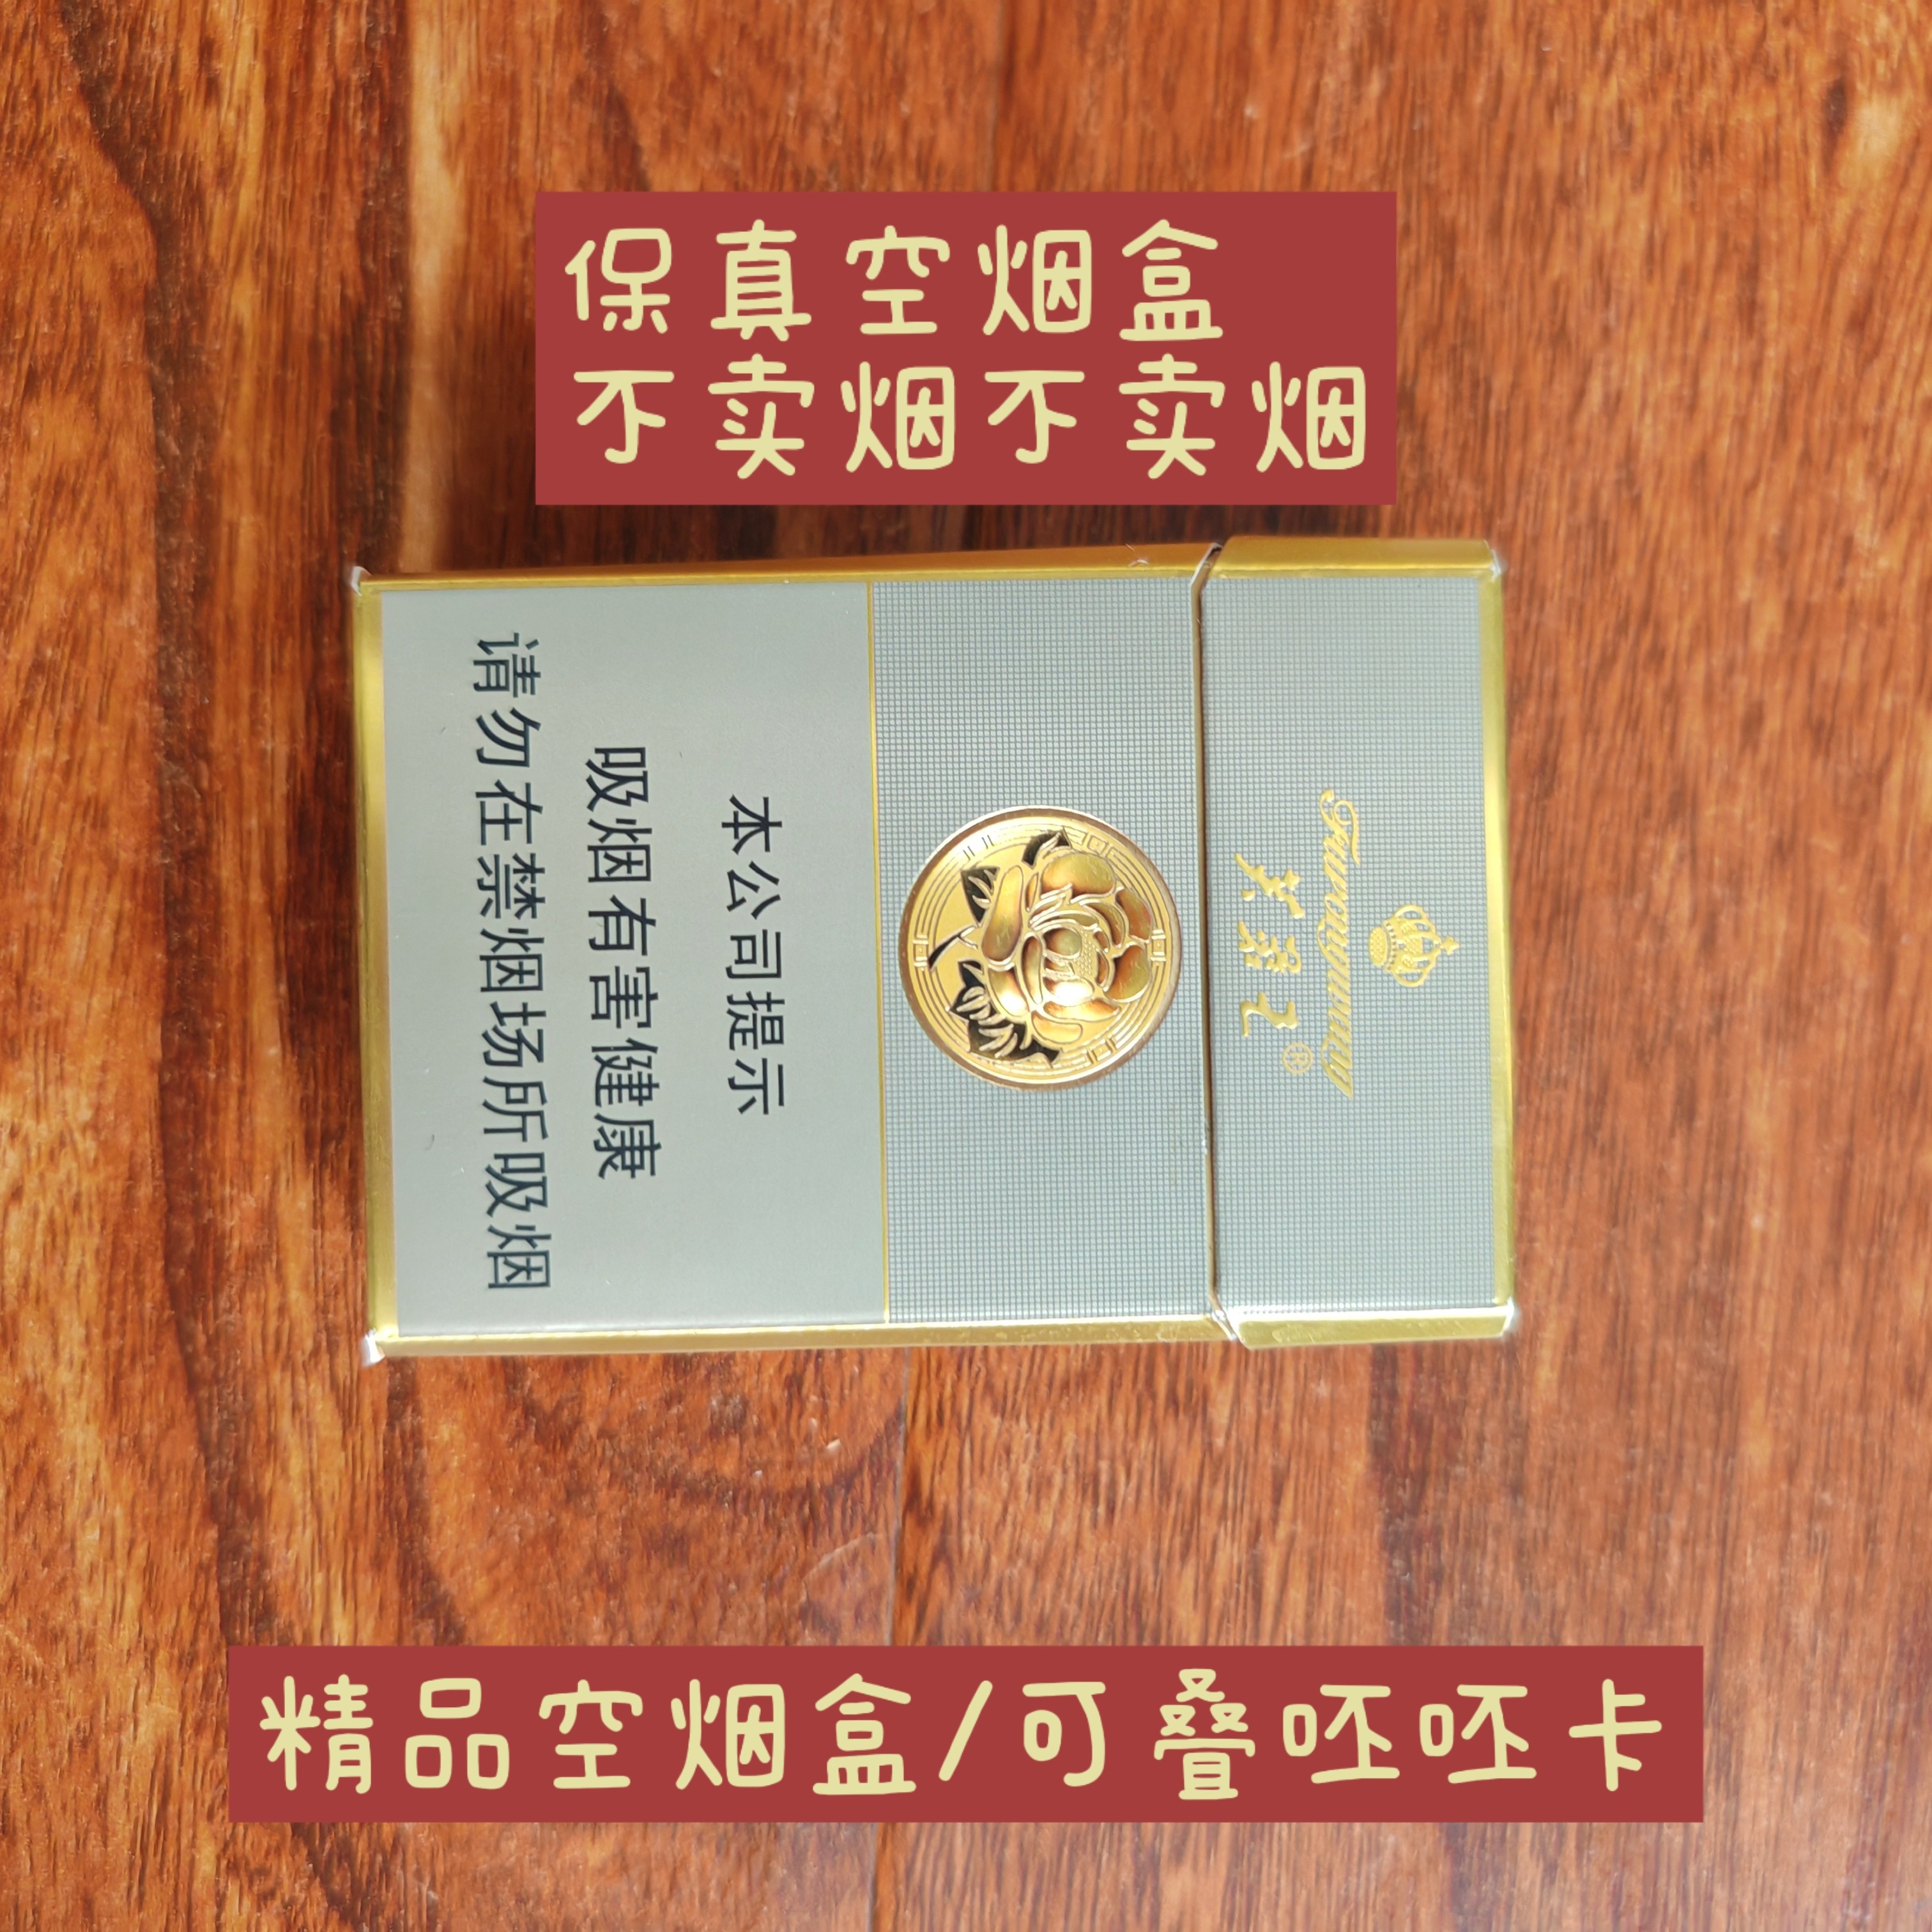 保真空烟盒
不卖烟不卖烟
芙蓉王®
本公司提示
吸烟有害健康
请勿在禁烟场所吸烟
精品空烟盒/可叠呸呸卡